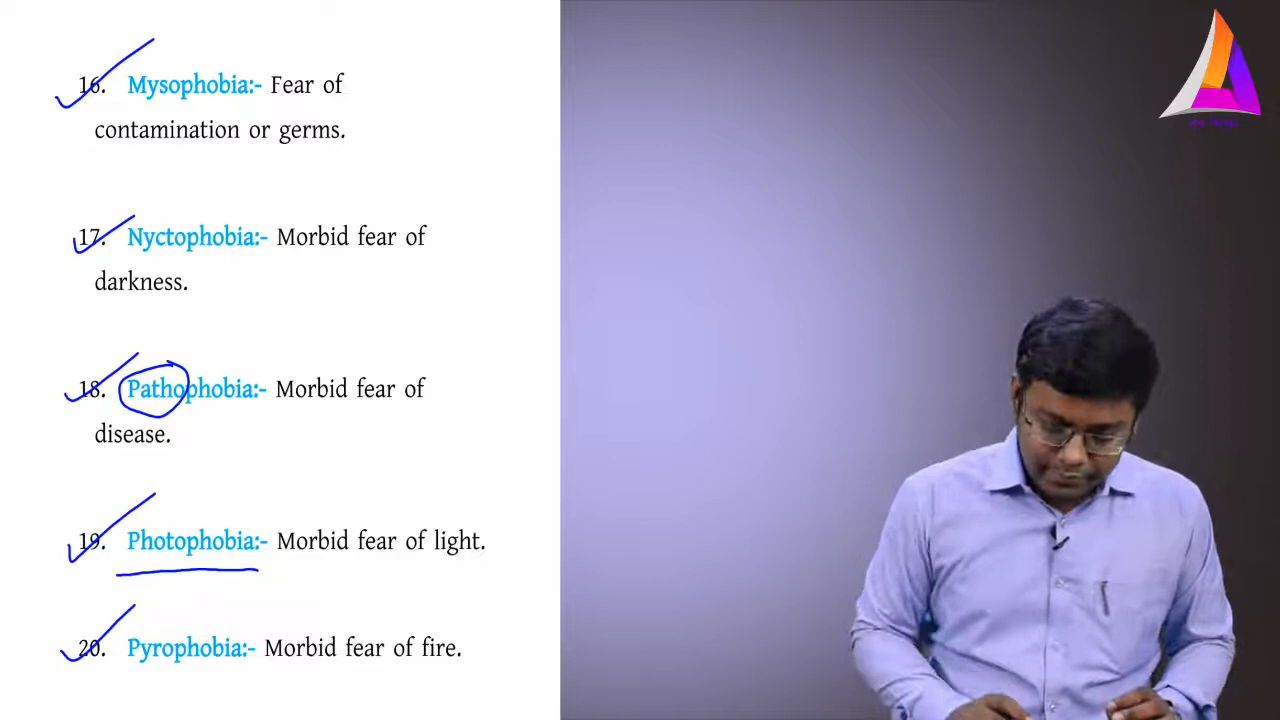 16. Mysophobia:- Fear of
contamination or germs.
17. Nyctophobia:- Morbid fear of
darkness.
18. Pathophobia:- Morbid fear of
disease.
19. Photophobia:- Morbid fear of light.
20. Pyrophobia:- Morbid fear of fire.